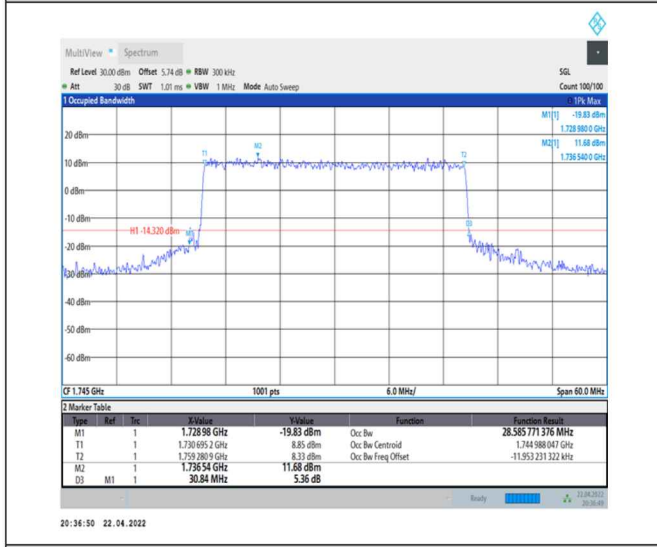 MultiView Spectrum
Ref Level 30.00 dBm Offset 5.74 dB RBW 300 kHz SGL
Att 30 dB SWT 1.01 ms VBW 1 MHz Mode Auto Sweep Count 100/100
1 Occupied Bandwidth 1Pk Max
M1[1] -19.83 dBm
1.728 980 0 GHz
M2[1] 11.68 dBm
1.736 540 0 GHz
20 dBm
M2
T1 T2
10 dBm
0 dBm
-10 dBm
D3
H1 -14.320 dBm
M1
-20 dBm
-30 dBm
-40 dBm
-50 dBm
-60 dBm
CF 1.745 GHz 1001 pts 6.0 MHz/ Span 60.0 MHz
2 Marker Table
Type Ref Trc X-Value Y-Value Function Function Result
M1 1 1.728 98 GHz -19.83 dBm Occ Bw 28.585 771 376 MHz
T1 1 1.730 695 2 GHz 8.85 dBm Occ Bw Centroid 1.744 988 047 GHz
T2 1 1.759 280 9 GHz 8.33 dBm Occ Bw Freq Offset -11.953 231 322 kHz
M2 1 1.736 54 GHz 11.68 dBm
D3 M1 1 30.84 MHz 5.36 dB
Ready 22.04.2022
20:36:49
20:36:50 22.04.2022